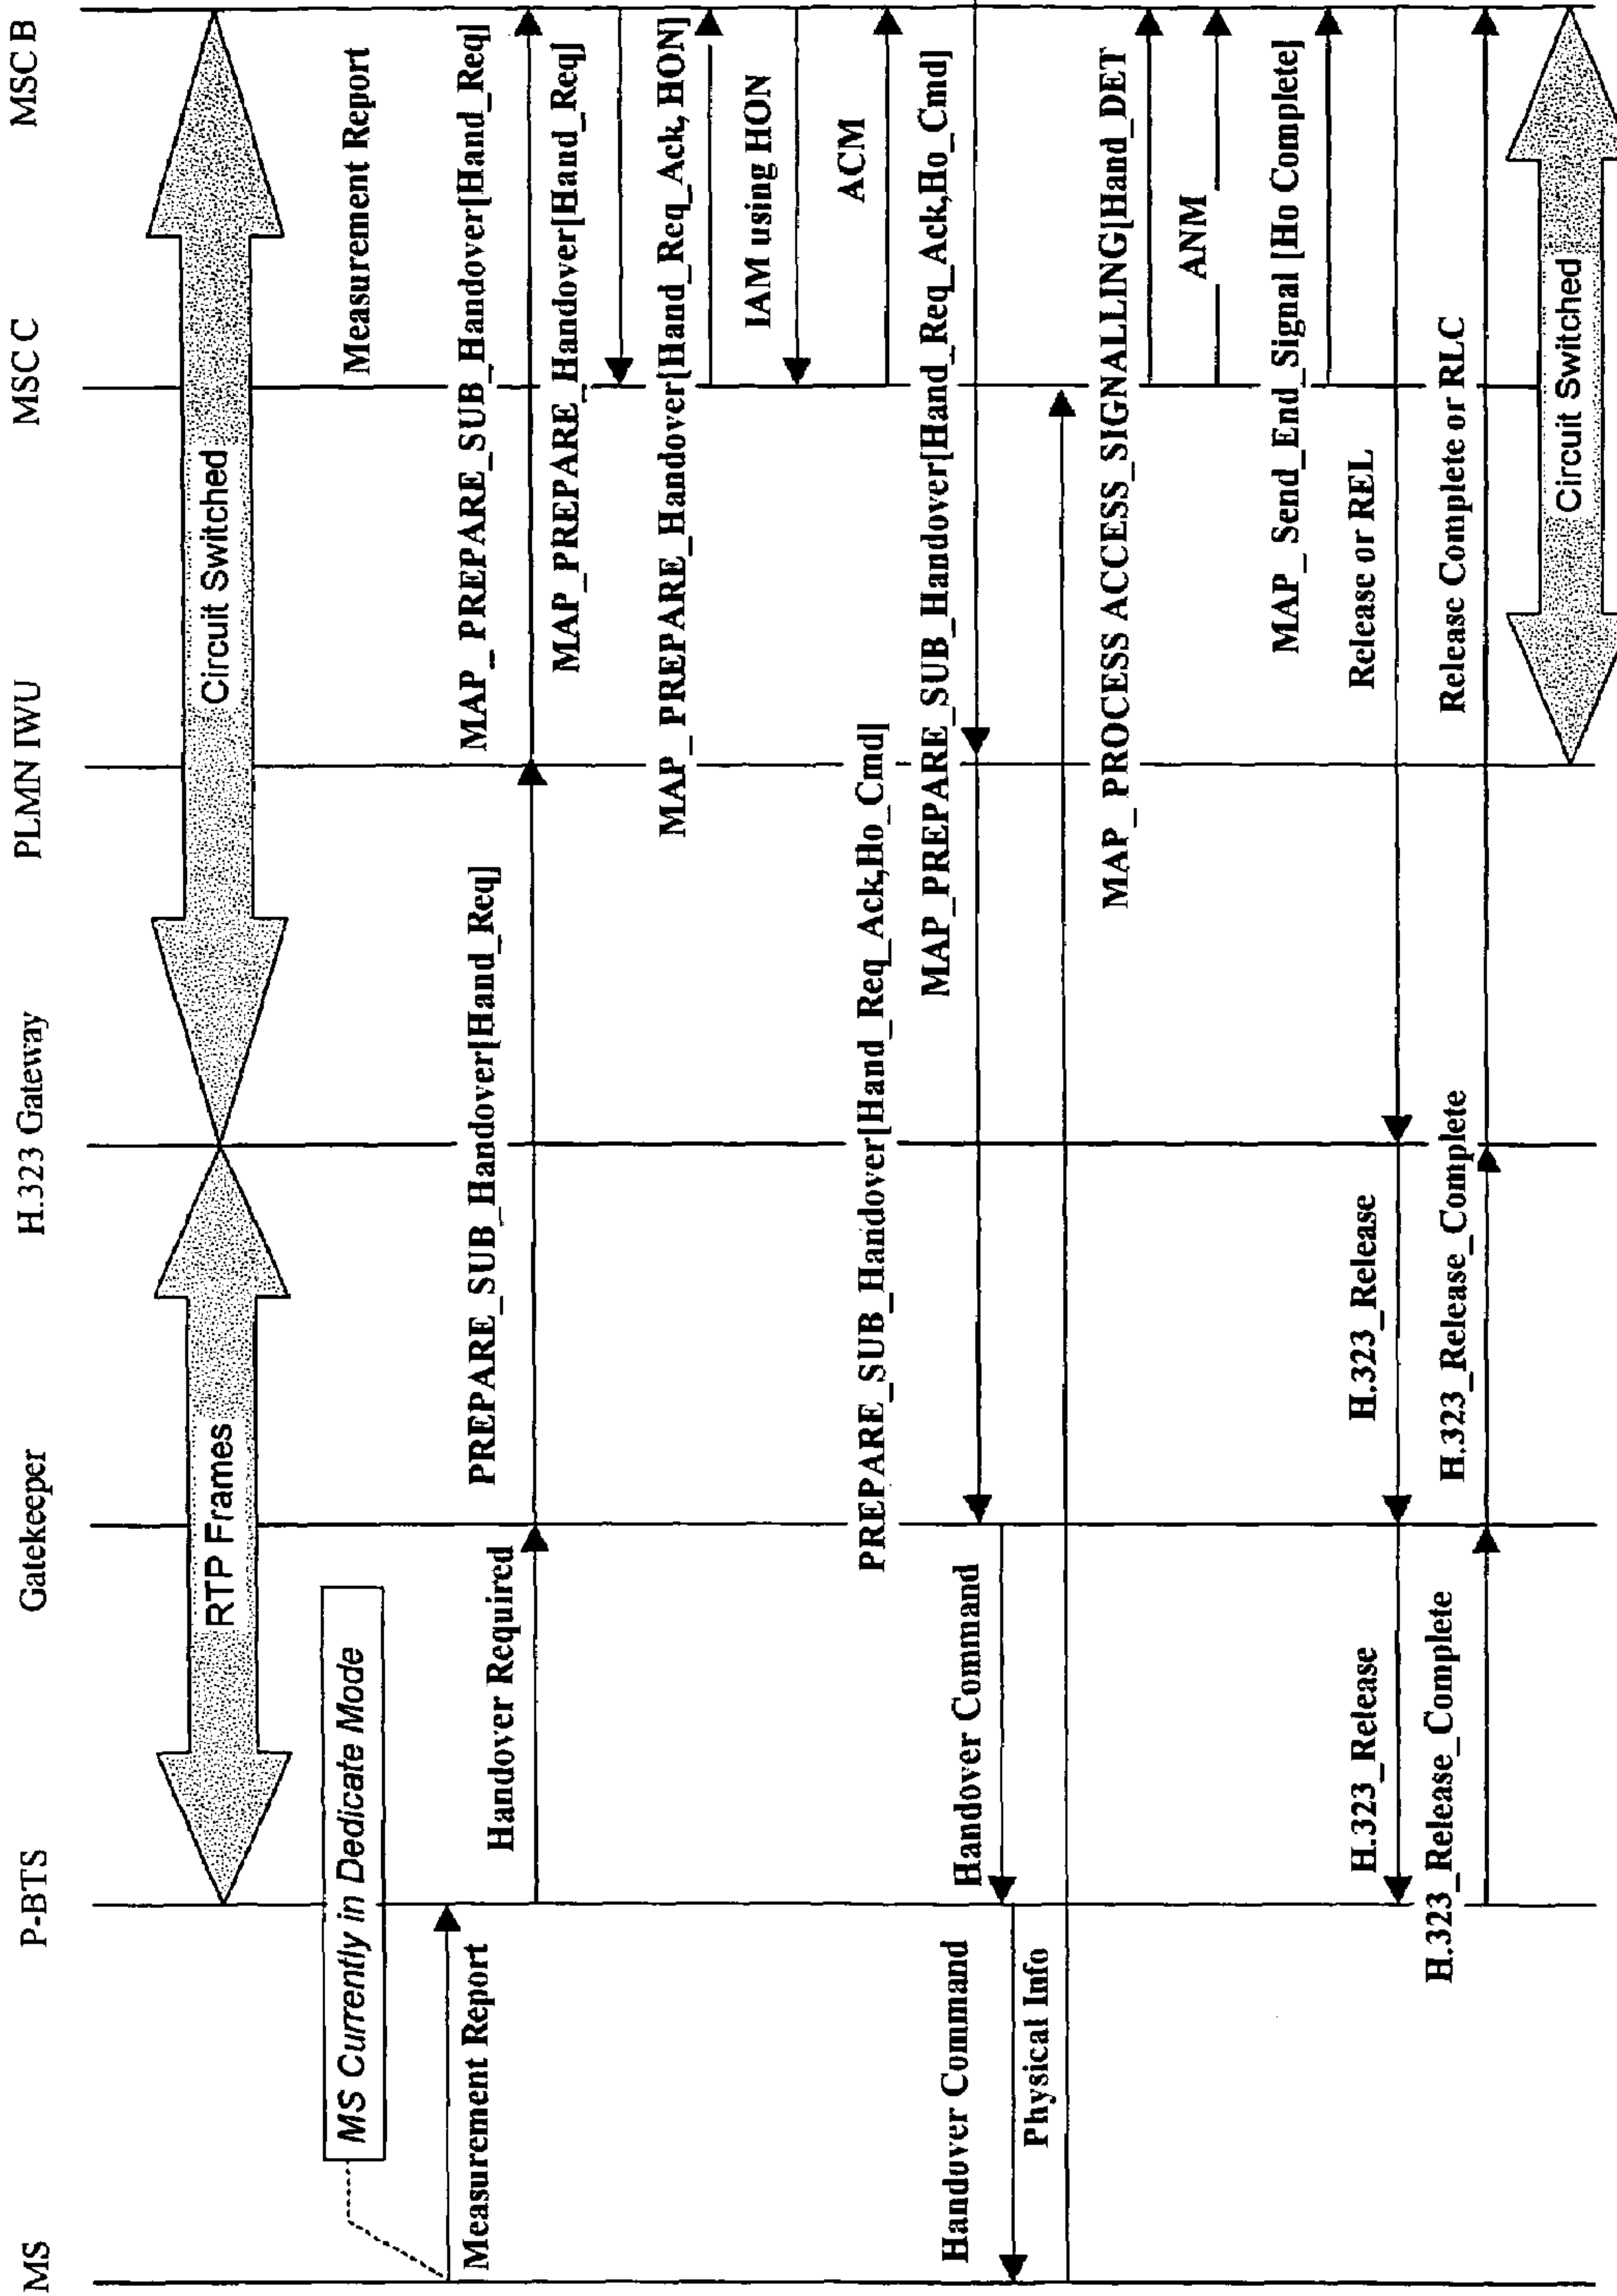 MS
P-BTS
Gatekeeper
H.323 Gateway
PLMN IWU
MSC C
MSC B
RTP Frames
Circuit Switched
MS Currently in Dedicate Mode
Measurement Report
Measurement Report
Handover Required
PREPARE_SUB_Handover[Hand_Req]
MAP_PREPARE_SUB_Handover[Hand_Req]
MAP_PREPARE_Handover[Hand_Req]
MAP_PREPARE_Handover[Hand_Req_Ack, HON]
IAM using HON
ACM
PREPARE_SUB_Handover[Hand_Req_Ack,Ho_Cmd]
MAP_PREPARE_SUB_Handover[Hand_Req_Ack,Ho_Cmd]
Handover Command
Handover Command
Physical Info
MAP_PROCESS ACCESS_SIGNALLING[Hand_DET
ANM
MAP_Send_End_Signal [Ho Complete]
H.323_Release
H.323_Release
Release or REL
H.323_Release_Complete
H.323_Release_Complete
Release Complete or RLC
Circuit Switched